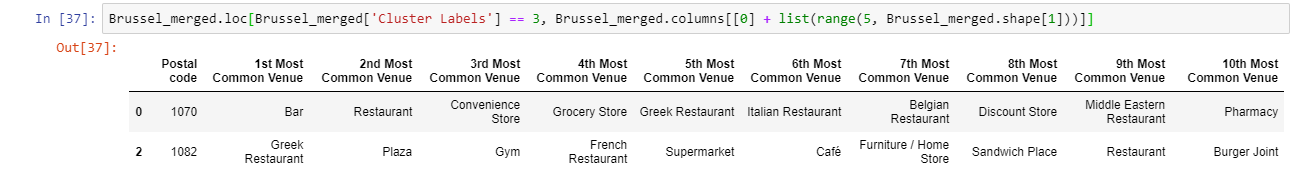 In [37]: Brussel_merged.loc[Brussel_merged['Cluster Labels'] == 3, Brussel_merged.columns[[0] + list(range(5, Brussel_merged.shape[1]))]]
Out[37]:
Postal code 1st Most Common Venue 2nd Most Common Venue 3rd Most Common Venue 4th Most Common Venue 5th Most Common Venue 6th Most Common Venue 7th Most Common Venue 8th Most Common Venue 9th Most Common Venue 10th Most Common Venue
0 1070 Bar Restaurant Convenience Store Grocery Store Greek Restaurant Italian Restaurant Belgian Restaurant Discount Store Middle Eastern Restaurant Pharmacy
2 1082 Greek Restaurant Plaza Gym French Restaurant Supermarket Café Furniture / Home Store Sandwich Place Restaurant Burger Joint